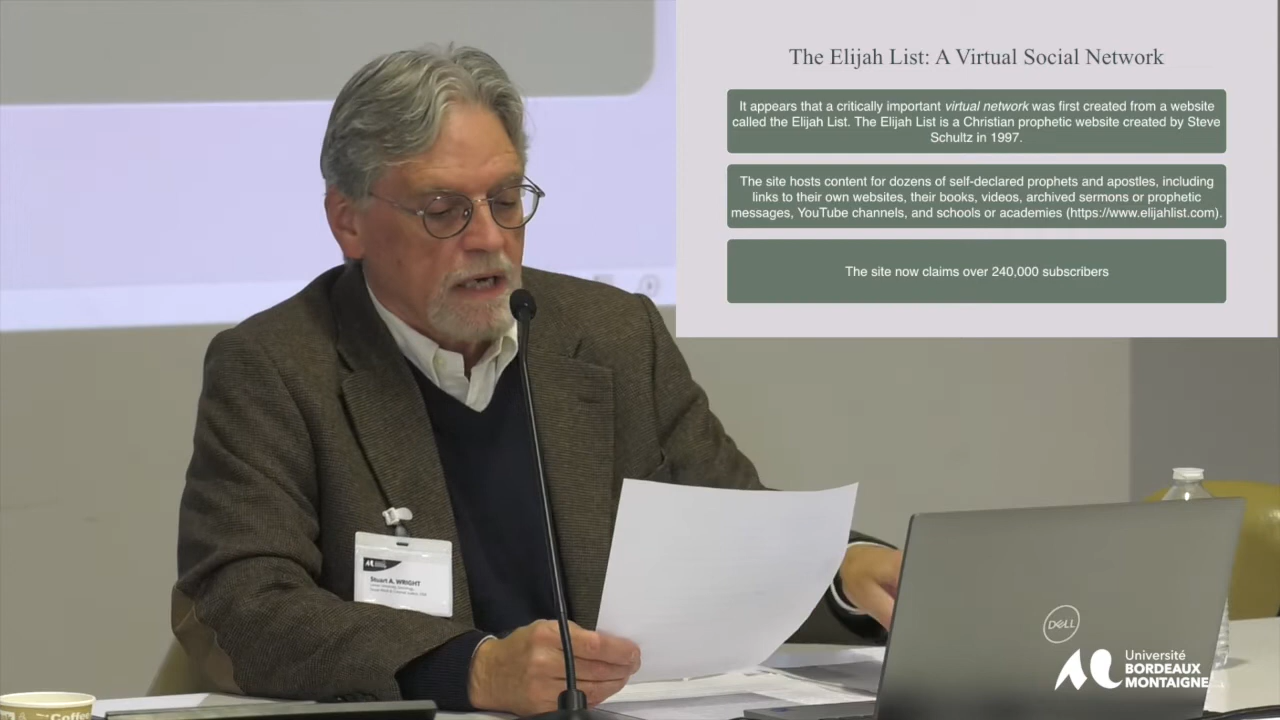 The Elijah List: A Virtual Social Network
It appears that a critically important virtual network was first created from a website
called the Elijah List. The Elijah List is a Christian prophetic website created by Steve
Schultz in 1997.
The site hosts content for dozens of self-declared prophets and apostles, including
links to their own websites, their books, videos, archived sermons or prophetic
messages, YouTube channels, and schools or academies (https://www.elijahlist.com).
The site now claims over 240,000 subscribers
Stuart A. WRIGHT
DELL
Université
BORDEAUX
MONTAIGNE
Coffee